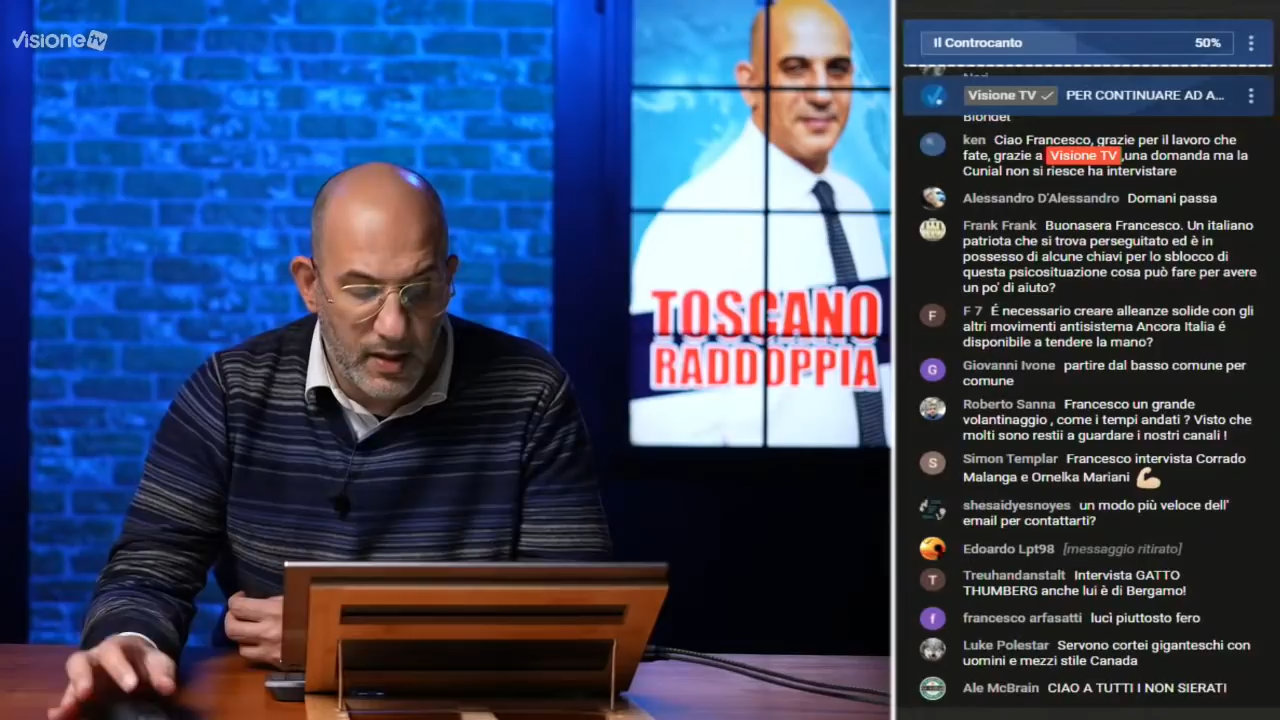 Visione tv
TOSCANO
RADDOPPIA
Il Controcanto 50%
Visione TV PER CONTINUARE AD A...
Blondet
ken Ciao Francesco, grazie per il lavoro che
fate, grazie a Visione TV ,una domanda ma la
Cunial non si riesce ha intervistare
Alessandro D'Alessandro Domani passa
Frank Frank Buonasera Francesco. Un italiano
patriota che si trova perseguitato ed è in
possesso di alcune chiavi per lo sblocco di
questa psicosituazione cosa può fare per avere
un po' di aiuto?
F F 7 É necessario creare alleanze solide con gli
altri movimenti antisistema Ancora Italia é
disponibile a tendere la mano?
G Giovanni Ivone partire dal basso comune per
comune
Roberto Sanna Francesco un grande
volantinaggio , come i tempi andati ? Visto che
molti sono restii a guardare i nostri canali !
S Simon Templar Francesco intervista Corrado
Malanga e Ornelka Mariani
shesaidyesnoyes un modo più veloce dell'
email per contattarti?
Edoardo Lpt98 [messaggio ritirato]
T Treuhandanstalt Intervista GATTO
THUMBERG anche lui è di Bergamo!
f francesco arfasatti lucì piuttosto fero
Luke Polestar Servono cortei giganteschi con
uomini e mezzi stile Canada
Ale McBrain CIAO A TUTTI I NON SIERATI